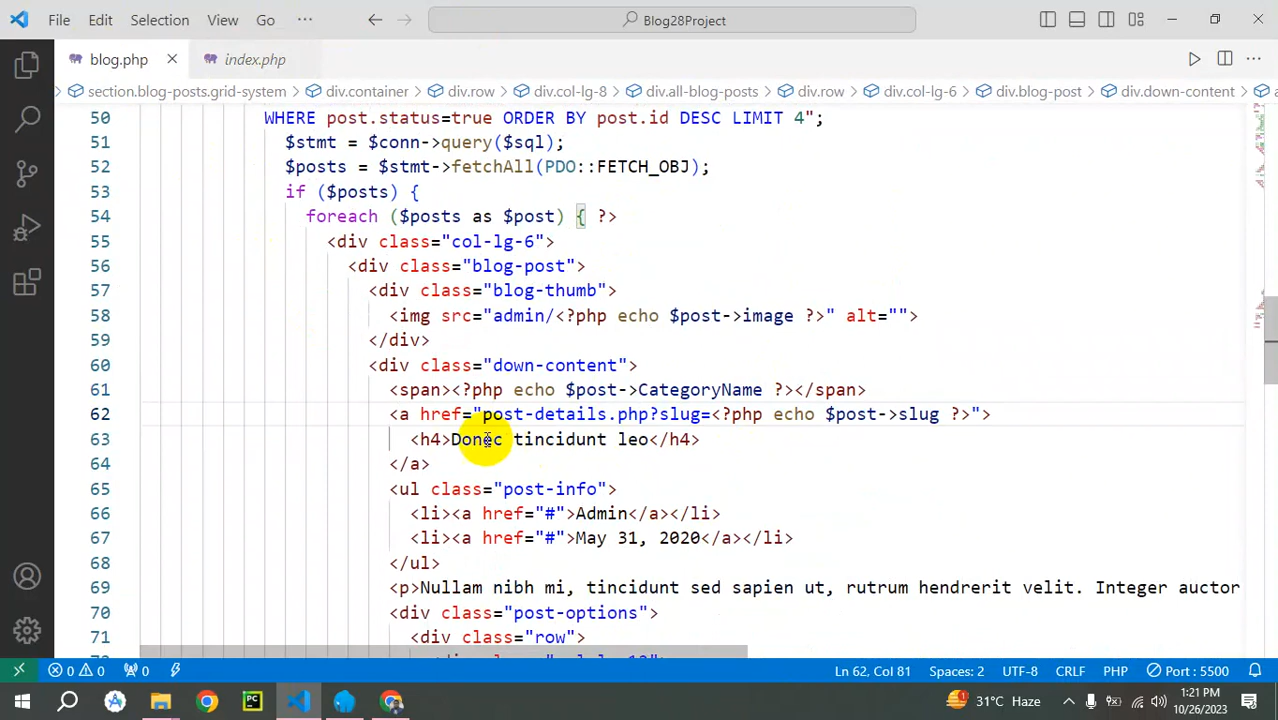 File Edit Selection View Go ··· Blog28Project
blog.php index.php
section.blog-posts.grid-system > div.container > div.row > div.col-lg-8 > div.all-blog-posts > div.row > div.col-lg-6 > div.blog-post > div.down-content > a
50 WHERE post.status=true ORDER BY post.id DESC LIMIT 4";
51 $stmt = $conn->query($sql);
52 $posts = $stmt->fetchAll(PDO::FETCH_OBJ);
53 if ($posts) {
54 foreach ($posts as $post) { ?>
55 <div class="col-lg-6">
56 <div class="blog-post">
57 <div class="blog-thumb">
58 <img src="admin/<?php echo $post->image ?>" alt="">
59 </div>
60 <div class="down-content">
61 <span><?php echo $post->CategoryName ?></span>
62 <a href="post-details.php?slug=<?php echo $post->slug ?>">
63 <h4>Donec tincidunt leo</h4>
64 </a>
65 <ul class="post-info">
66 <li><a href="#">Admin</a></li>
67 <li><a href="#">May 31, 2020</a></li>
68 </ul>
69 <p>Nullam nibh mi, tincidunt sed sapien ut, rutrum hendrerit velit. Integer auctor
70 <div class="post-options">
71 <div class="row">
0 0 0 Ln 62, Col 81 Spaces: 2 UTF-8 CRLF PHP Port : 5500
PC 1 31°C Haze 1:21 PM
10/26/2023